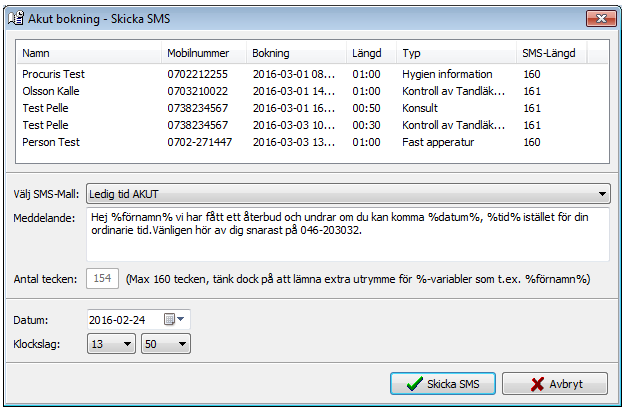 Akut bokning - Skicka SMS
Namn Mobilnummer Bokning Längd Typ SMS-Längd
Procuris Test 0702212255 2016-03-01 08... 01:00 Hygien information 160
Olsson Kalle 0703210022 2016-03-01 14... 01:00 Kontroll av Tandläk... 161
Test Pelle 0738234567 2016-03-01 16... 00:50 Konsult 161
Test Pelle 0738234567 2016-03-03 10... 00:30 Kontroll av Tandläk... 161
Person Test 0702-271447 2016-03-03 13... 01:00 Fast apperatur 160
Välj SMS-Mall: Ledig tid AKUT
Meddelande: Hej %förnamn% vi har fått ett återbud och undrar om du kan komma %datum%, %tid% istället för din
ordinarie tid.Vänligen hör av dig snarast på 046-203032.
Antal tecken: 154 (Max 160 tecken, tänk dock på att lämna extra utrymme för %-variabler som t.ex. %förnamn%)
Datum: 2016-02-24
Klockslag: 13 50
Skicka SMS Avbryt